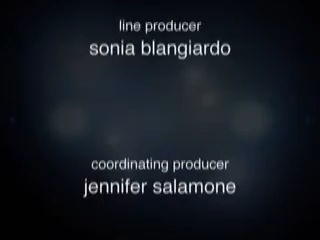 line producer
sonia blangiardo
coordinating producer
jennifer salamone